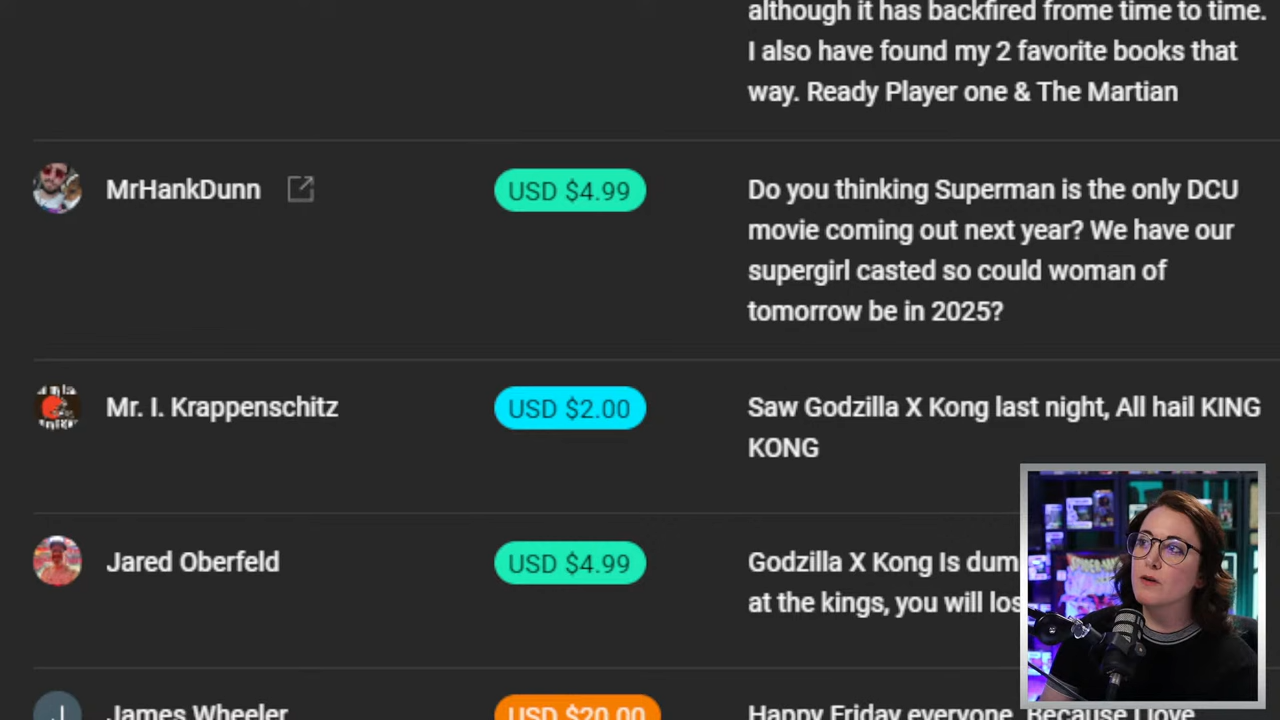 although it has backfired frome time to time.
I also have found my 2 favorite books that
way. Ready Player one & The Martian
MrHankDunn
USD $4.99
Do you thinking Superman is the only DCU
movie coming out next year? We have our
supergirl casted so could woman of
tomorrow be in 2025?
Mr. I. Krappenschitz
USD $2.00
Saw Godzilla X Kong last night, All hail KING
KONG
Jared Oberfeld
USD $4.99
Godzilla X Kong Is dum
at the kings, you will los
J
James Wheeler
USD $20.00
Happy Friday everyone. Because I love